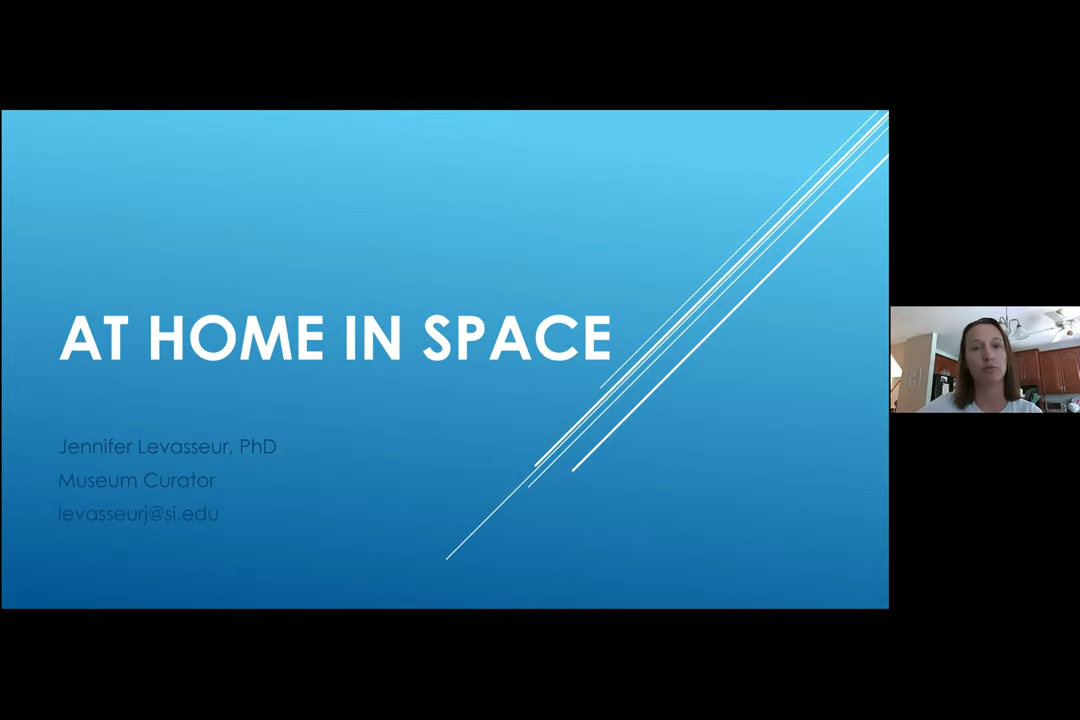 AT HOME IN SPACE
Jennifer Levasseur, PhD
Museum Curator
levasseurj@si.edu